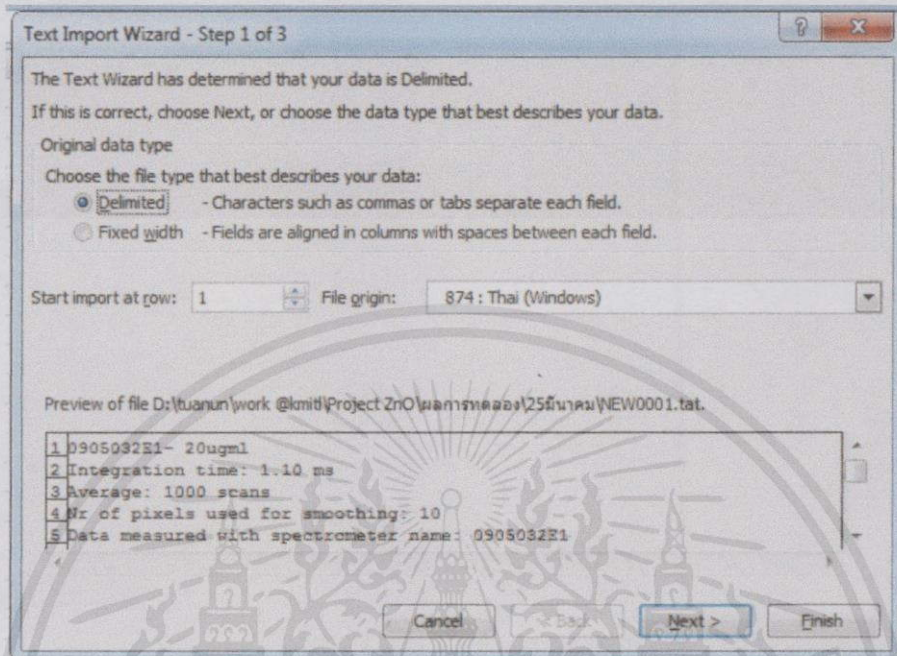 Text Import Wizard - Step 1 of 3
The Text Wizard has determined that your data is Delimited.
If this is correct, choose Next, or choose the data type that best describes your data.
Original data type
Choose the file type that best describes your data:
Delimited - Characters such as commas or tabs separate each field.
Fixed width - Fields are aligned in columns with spaces between each field.
Start import at row: 1 File origin: 874 : Thai (Windows)
Preview of file D:\tuanun\work @kmitl\Project ZnO\ผลการทดลอง\25มีนาคม\NEW0001.tat.
1 0905032E1- 20ugml
2 Integration time: 1.10 ms
3 Average: 1000 scans
4 Nr of pixels used for smoothing: 10
5 Data measured with spectrometer name: 0905032E1
Cancel < Back Next > Finish